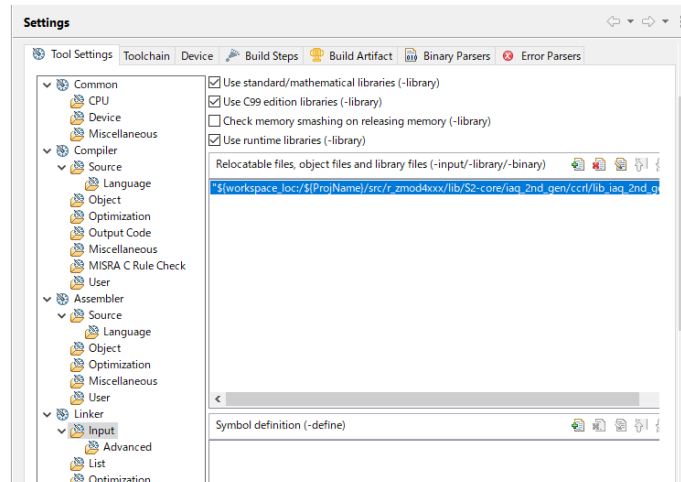 Settings
Tool Settings Toolchain Device Build Steps Build Artifact Binary Parsers Error Parsers
Common
CPU
Device
Miscellaneous
Compiler
Source
Language
Object
Optimization
Output Code
Miscellaneous
MISRA C Rule Check
User
Assembler
Source
Language
Object
Optimization
Miscellaneous
User
Linker
Input
Advanced
List
Optimization
Use standard/mathematical libraries (-library)
Use C99 edition libraries (-library)
Check memory smashing on releasing memory (-library)
Use runtime libraries (-library)
Relocatable files, object files and library files (-input/-library/-binary)
"${workspace_loc:/${ProjName}/src/r_zmod4xxx/lib/S2-core/iaq_2nd_gen/ccrl/lib_iaq_2nd_g
Symbol definition (-define)